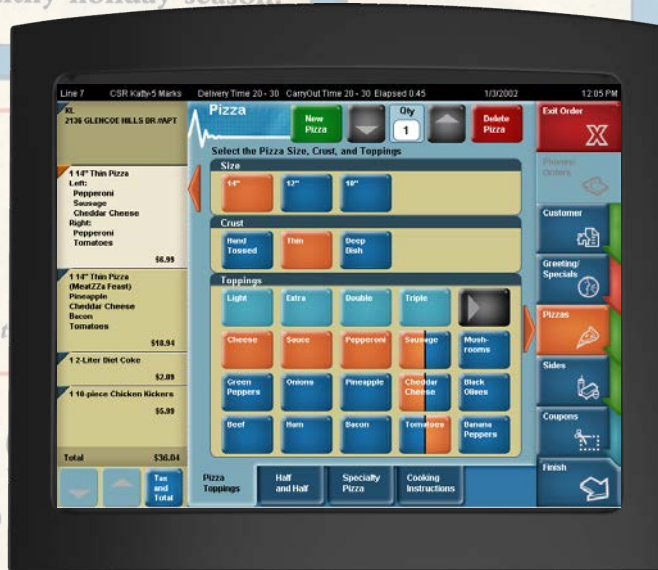 thy holiday season.
Line 7 CSR Katty-5 Marks Delivery Time 20 - 30 CarryOut Time 20 - 30 Elapsed 0:45 1/3/2002 12:05 PM
KL
2136 GLENCOE HILLS DR //APT
1 14" Thin Pizza
Left:
Pepperoni
Sausage
Cheddar Cheese
Right:
Pepperoni
Tomatoes
$6.99
1 14" Thin Pizza
(MeatZZa Feast)
Pineapple
Cheddar Cheese
Bacon
Tomatoes
$18.94
1 2-Liter Diet Coke
$2.09
1 10-piece Chicken Kickers
$5.99
Total $36.04
Tax
and
Total
Pizza
New
Pizza
Qty
1
Delete
Pizza
Select the Pizza Size, Crust, and Toppings
Size
14" 12" 10"
Crust
Hand
Tossed
Thin
Deep
Dish
Toppings
Light Extra Double Triple
Cheese Sauce Pepperoni Sausage Mush-
rooms
Green
Peppers
Onions Pineapple Cheddar
Cheese
Black
Olives
Beef Ham Bacon Tomatoes Banana
Peppers
Pizza
Toppings
Half
and Half
Specialty
Pizza
Cooking
Instructions
Exit Order
X
Orders
Customer
Greeting/
Specials
Pizzas
Sides
Coupons
Finish